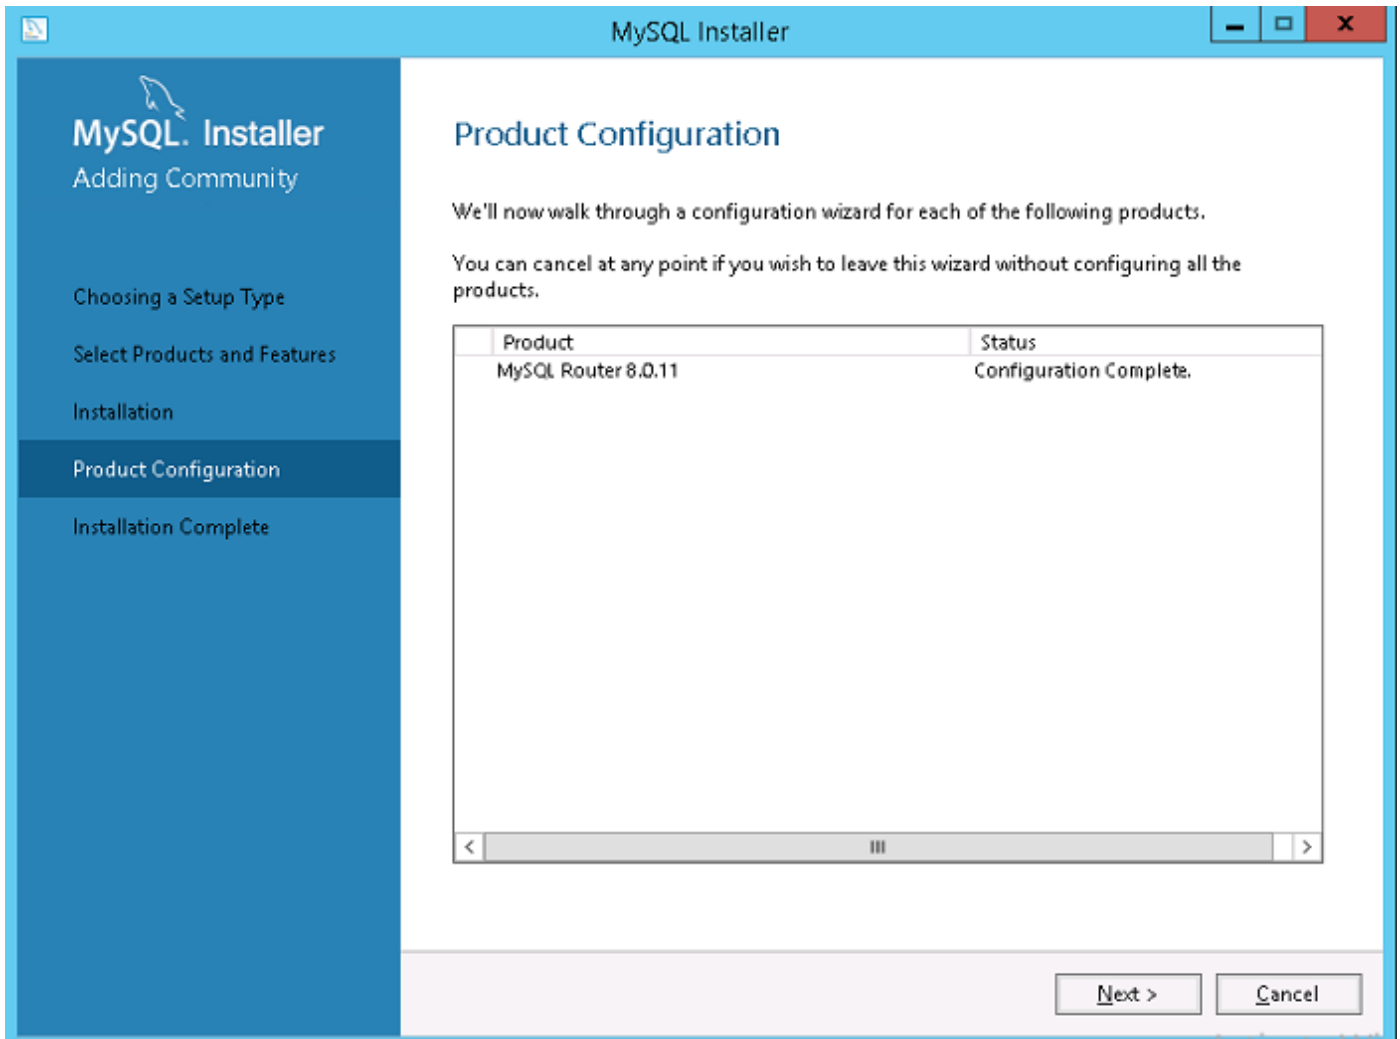 MySQL Installer
MySQL. Installer
Adding Community
Choosing a Setup Type
Select Products and Features
Installation
Product Configuration
Installation Complete
Product Configuration
We'll now walk through a configuration wizard for each of the following products.
You can cancel at any point if you wish to leave this wizard without configuring all the
products.
Product Status
MySQL Router 8.0.11 Configuration Complete.
Next > Cancel